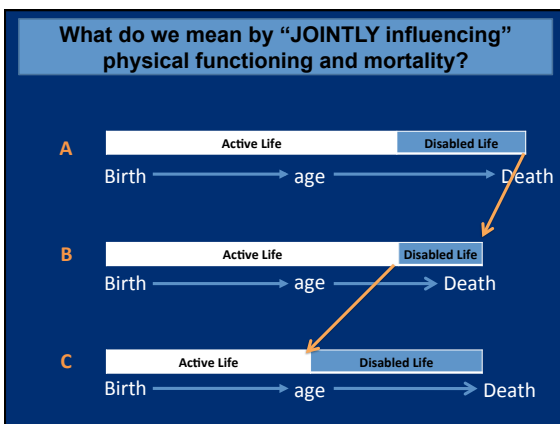 What do we mean by “JOINTLY influencing”
physical functioning and mortality?
A
Active Life
Disabled Life
Birth
age
Death
B
Active Life
Disabled Life
Birth
age
Death
C
Active Life
Disabled Life
Birth
age
Death